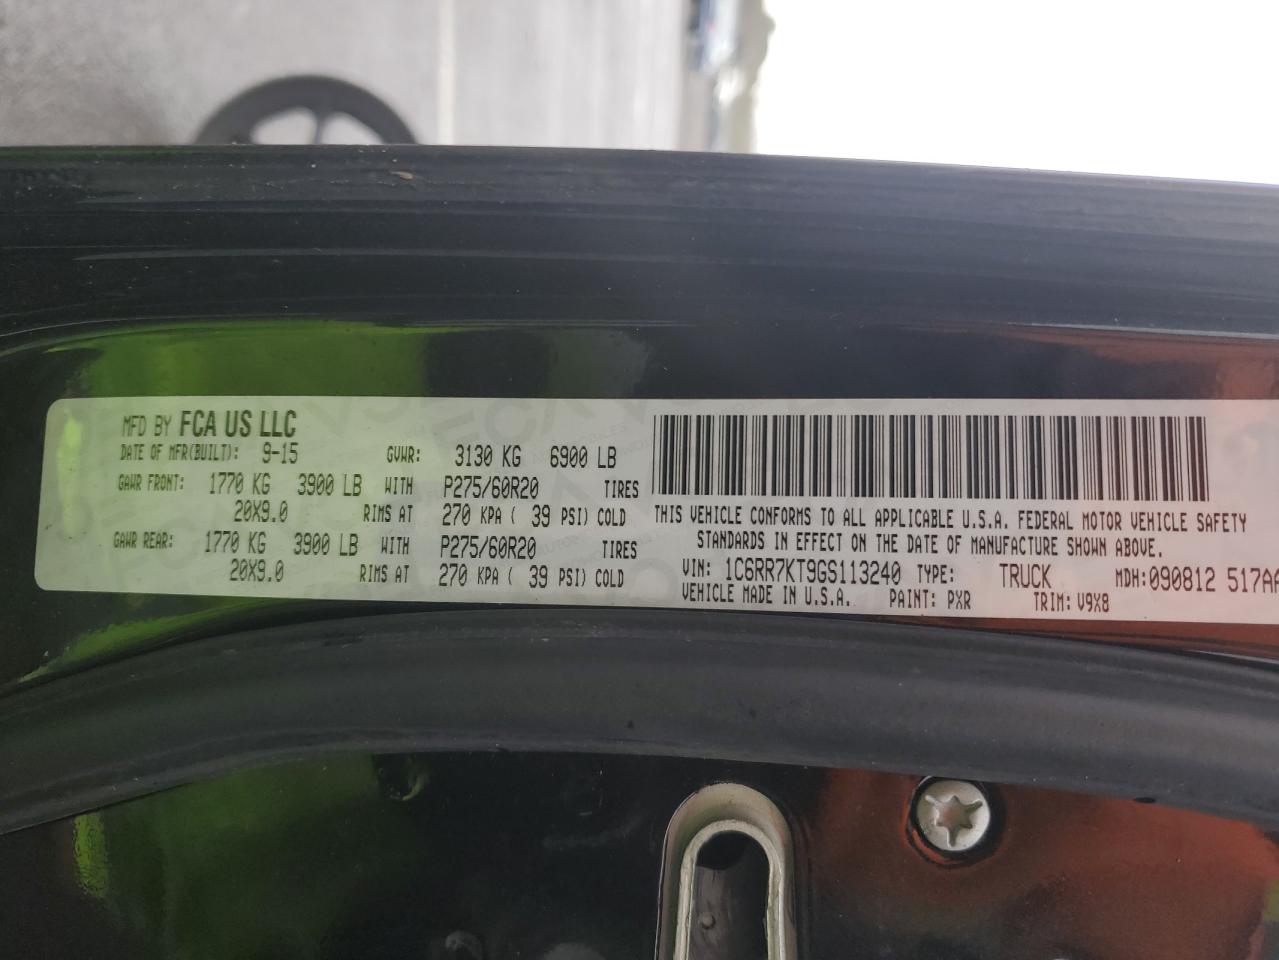 MFD BY FCA US LLC
DATE OF MFR(BUILT): 9-15 GVWR: 3130 KG 6900 LB
GAWR FRONT: 1770 KG 3900 LB WITH P275/60R20 TIRES
20X9.0 RIMS AT 270 KPA ( 39 PSI) COLD
GAWR REAR: 1770 KG 3900 LB WITH P275/60R20 TIRES
20X9.0 RIMS AT 270 KPA ( 39 PSI) COLD
THIS VEHICLE CONFORMS TO ALL APPLICABLE U.S.A. FEDERAL MOTOR VEHICLE SAFETY
STANDARDS IN EFFECT ON THE DATE OF MANUFACTURE SHOWN ABOVE.
VIN: 1C6RR7KT9GS113240 TYPE: TRUCK MDH:090812 517AA
VEHICLE MADE IN U.S.A. PAINT: PXR TRIM: V9X8